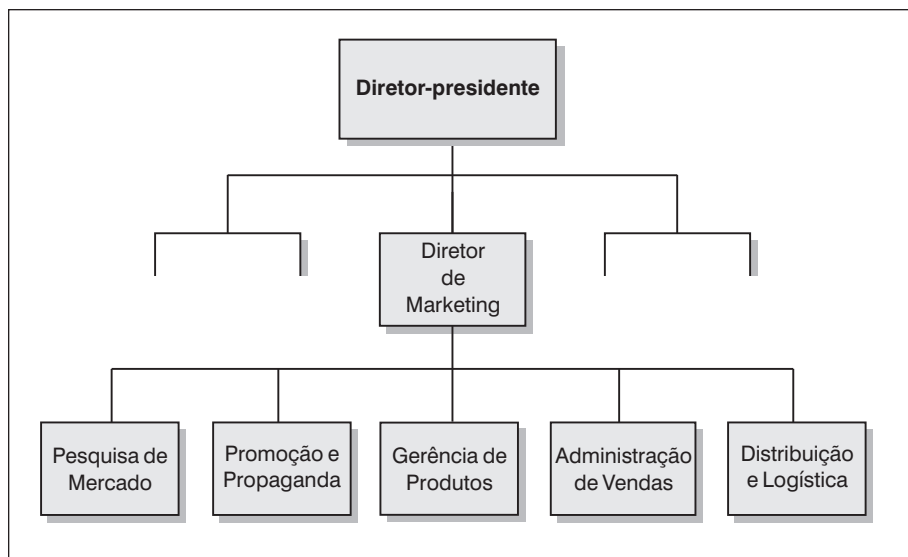 Diretor-presidente
Diretor
de
Marketing
Pesquisa de
Mercado
Promoção e
Propaganda
Gerência de
Produtos
Administração
de Vendas
Distribuição
e Logística